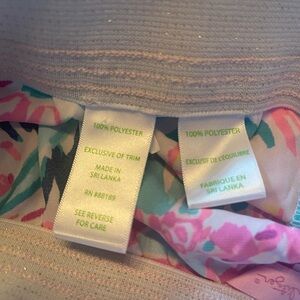 100% POLYESTER
EXCLUSIVE OF TRIM
MADE IN
SRI LANKA
RN #88189
SEE REVERSE
FOR CARE
100% POLYESTER
EXCLUSIF DE L'ÉQUILIBRE
FABRIQUE EN
SRI LANKA